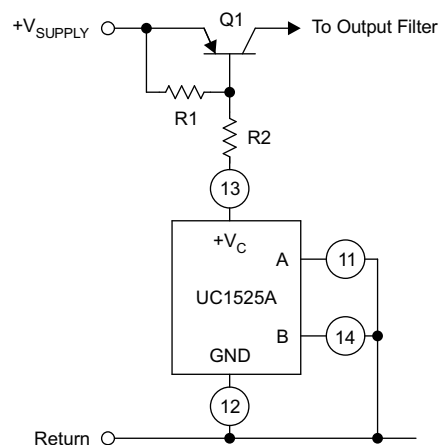 +VSUPPLY
Q1
To Output Filter
R1
R2
13
+VC
A
11
UC1525A
B
14
GND
12
Return